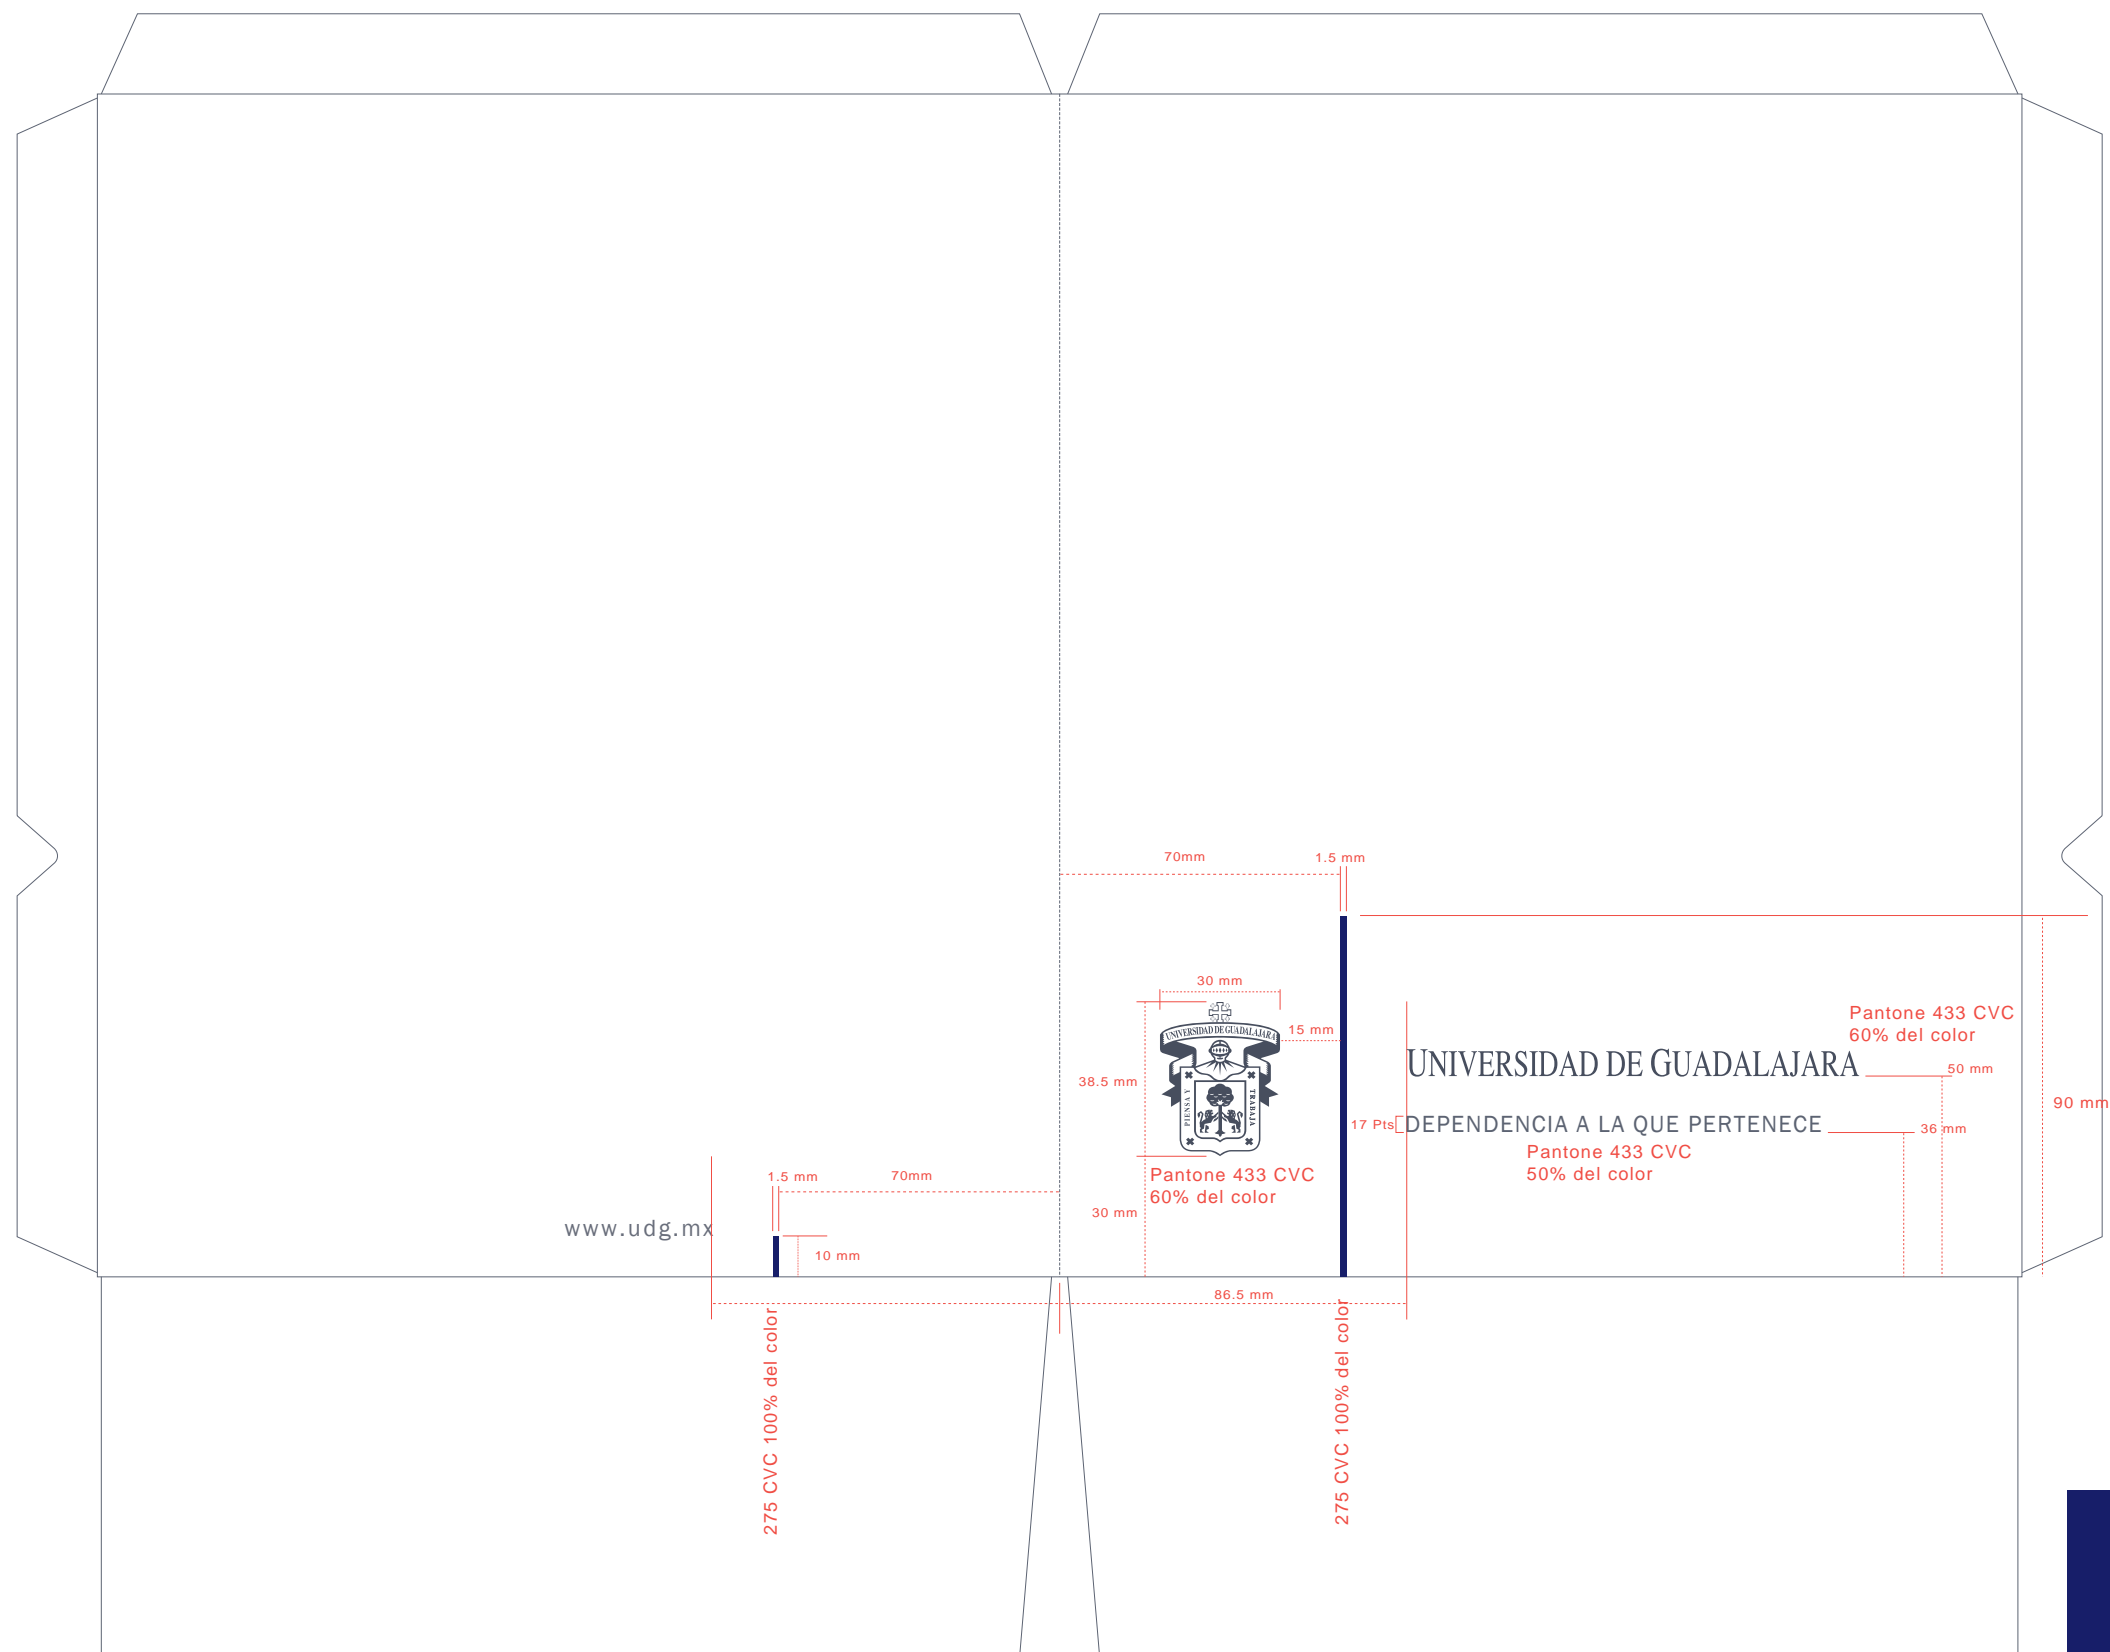 70mm
1.5 mm
30 mm
UNIVERSIDAD DE GUADALAJARA
PIENSA Y
TRABAJA
15 mm
38.5 mm
Pantone 433 CVC
60% del color
UNIVERSIDAD DE GUADALAJARA
50 mm
90 mm
17 Pts
DEPENDENCIA A LA QUE PERTENECE
36 mm
Pantone 433 CVC
50% del color
Pantone 433 CVC
60% del color
30 mm
1.5 mm
70mm
www.udg.mx
10 mm
86.5 mm
275 CVC 100% del color
275 CVC 100% del color